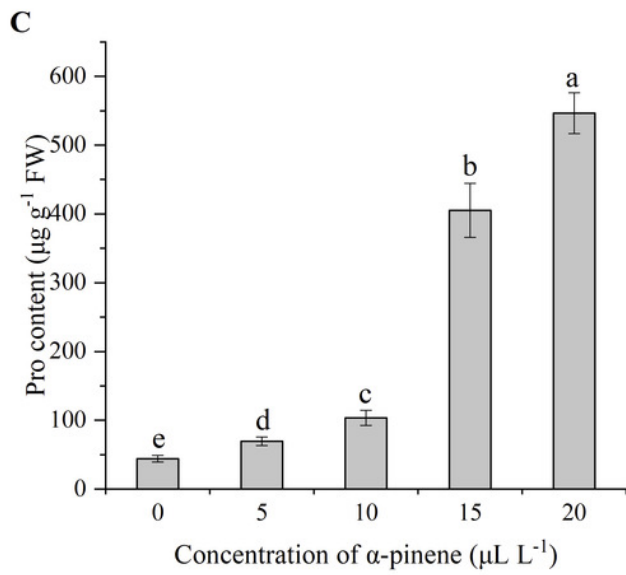 C
Pro content (µg g⁻¹ FW)
600
500
400
300
200
100
0
e
d
c
b
a
0 5 10 15 20
Concentration of α-pinene (µL L⁻¹)